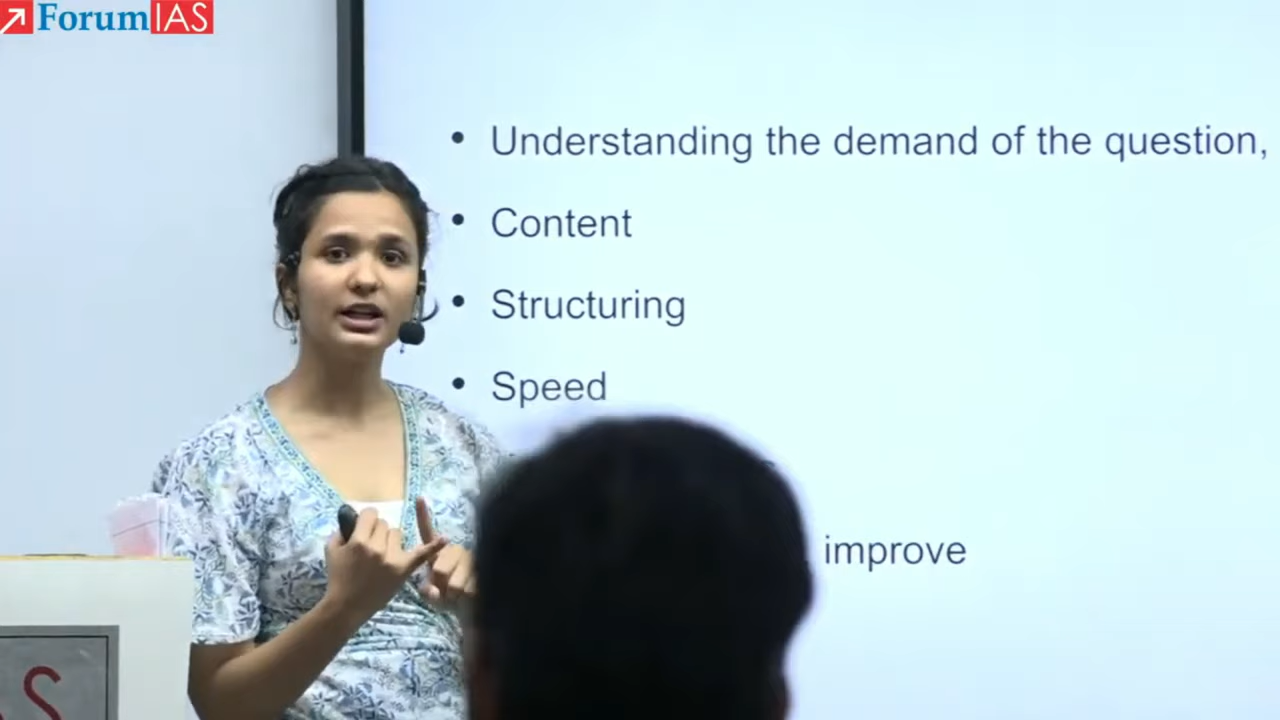 ForumIAS
• Understanding the demand of the question,
• Content
• Structuring
• Speed
improve
S